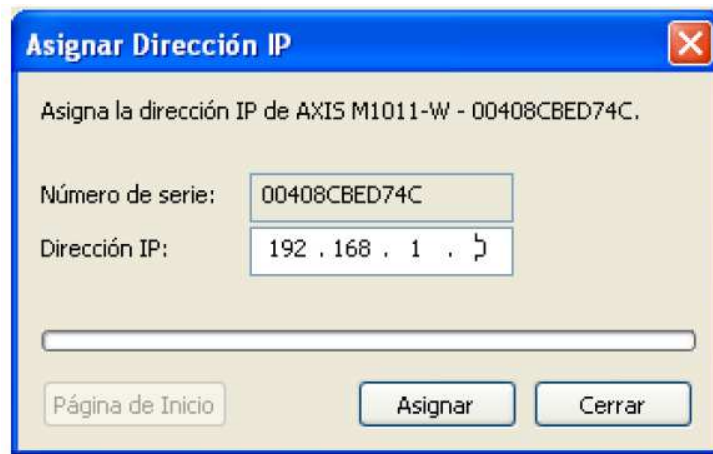 Asignar Dirección IP
Asigna la dirección IP de AXIS M1011-W - 00408CBED74C.
Número de serie: 00408CBED74C
Dirección IP: 192 . 168 . 1 .
Página de Inicio Asignar Cerrar